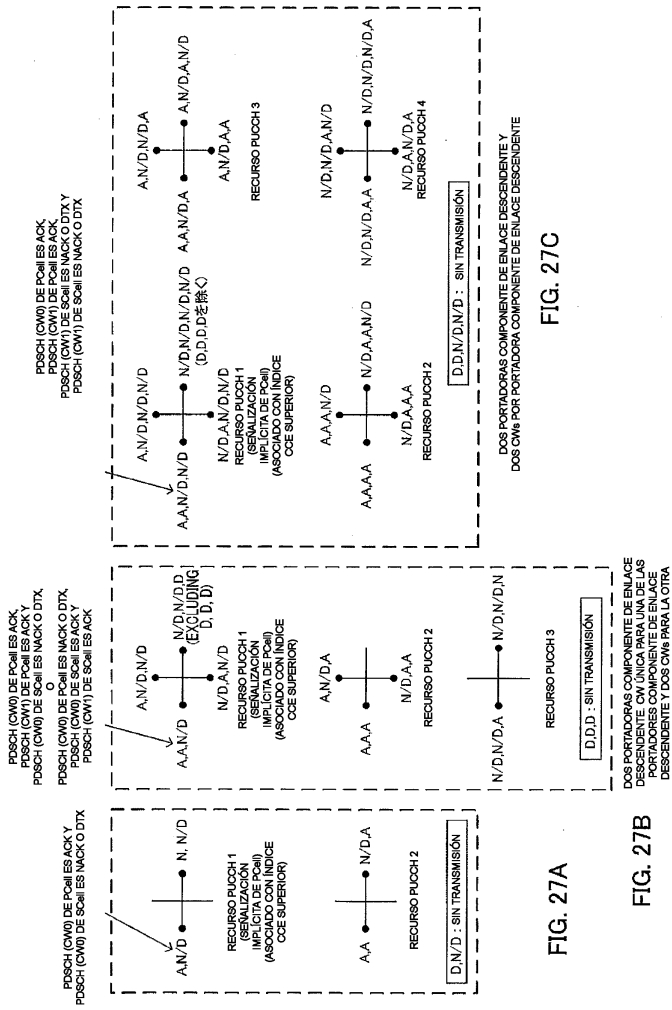 PDSCH (CW0) DE PCell ES ACK Y
PDSCH (CW0) DE SCell ES NACK O DTX
A,N/D
N, N/D
RECURSO PUCCH 1
(SEÑALIZACIÓN
IMPLÍCITA DE PCell)
(ASOCIADO CON ÍNDICE
CCE SUPERIOR)
A,A
N/D,A
RECURSO PUCCH 2
D,N/D : SIN TRANSMISIÓN
FIG. 27A
PDSCH (CW0) DE PCell ES ACK,
PDSCH (CW1) DE PCell ES ACK Y
PDSCH (CW0) DE SCell ES NACK O DTX,
O
PDSCH (CW0) DE PCell ES NACK O DTX,
PDSCH (CW0) DE SCell ES ACK Y
PDSCH (CW1) DE SCell ES ACK
A,N/D,N/D
A,A,N/D
N/D,N/D,D
(EXCLUDING
D, D, D)
N/D,A,N/D
RECURSO PUCCH 1
(SEÑALIZACIÓN
IMPLÍCITA DE PCell)
(ASOCIADO CON ÍNDICE
CCE SUPERIOR)
A,N/D,A
A,A,A
N/D,A,A
RECURSO PUCCH 2
N/D,N/D,A
N/D,N/D,N
RECURSO PUCCH 3
D,D,D : SIN TRANSMISIÓN
DOS PORTADORAS COMPONENTE DE ENLACE
DESCENDENTE. CW ÚNICA PARA UNA DE LAS
PORTADORES COMPONENTE DE ENLACE
DESCENDENTE Y DOS CWs PARA LA OTRA
FIG. 27B
PDSCH (CW0) DE PCell ES ACK,
PDSCH (CW1) DE PCell ES ACK,
PDSCH (CW1) DE SCell ES NACK O DTX Y
PDSCH (CW1) DE SCell ES NACK O DTX
A,N/D,N/D,N/D
A,A,N/D,N/D
N/D,N/D,N/D,N/D
(D,D,D,Dを除く)
N/D,A,N/D,N/D
RECURSO PUCCH 1
(SEÑALIZACIÓN
IMPLÍCITA DE PCell)
(ASOCIADO CON ÍNDICE
CCE SUPERIOR)
A,N/D,N/D,A
A,A,N/D,A
A,N/D,A,N/D
A,N/D,A,A
RECURSO PUCCH 3
A,A,A,N/D
A,A,A,A
N/D,A,A,N/D
N/D,A,A,A
RECURSO PUCCH 2
N/D,N/D,A,N/D
N/D,N/D,A,A
N/D,N/D,N/D,A
N/D,A,N/D,A
RECURSO PUCCH 4
D,D,N/D,N/D : SIN TRANSMISIÓN
DOS PORTADORAS COMPONENTE DE ENLACE DESCENDENTE Y
DOS CWs POR PORTADORA COMPONENTE DE ENLACE DESCENDENTE
FIG. 27C